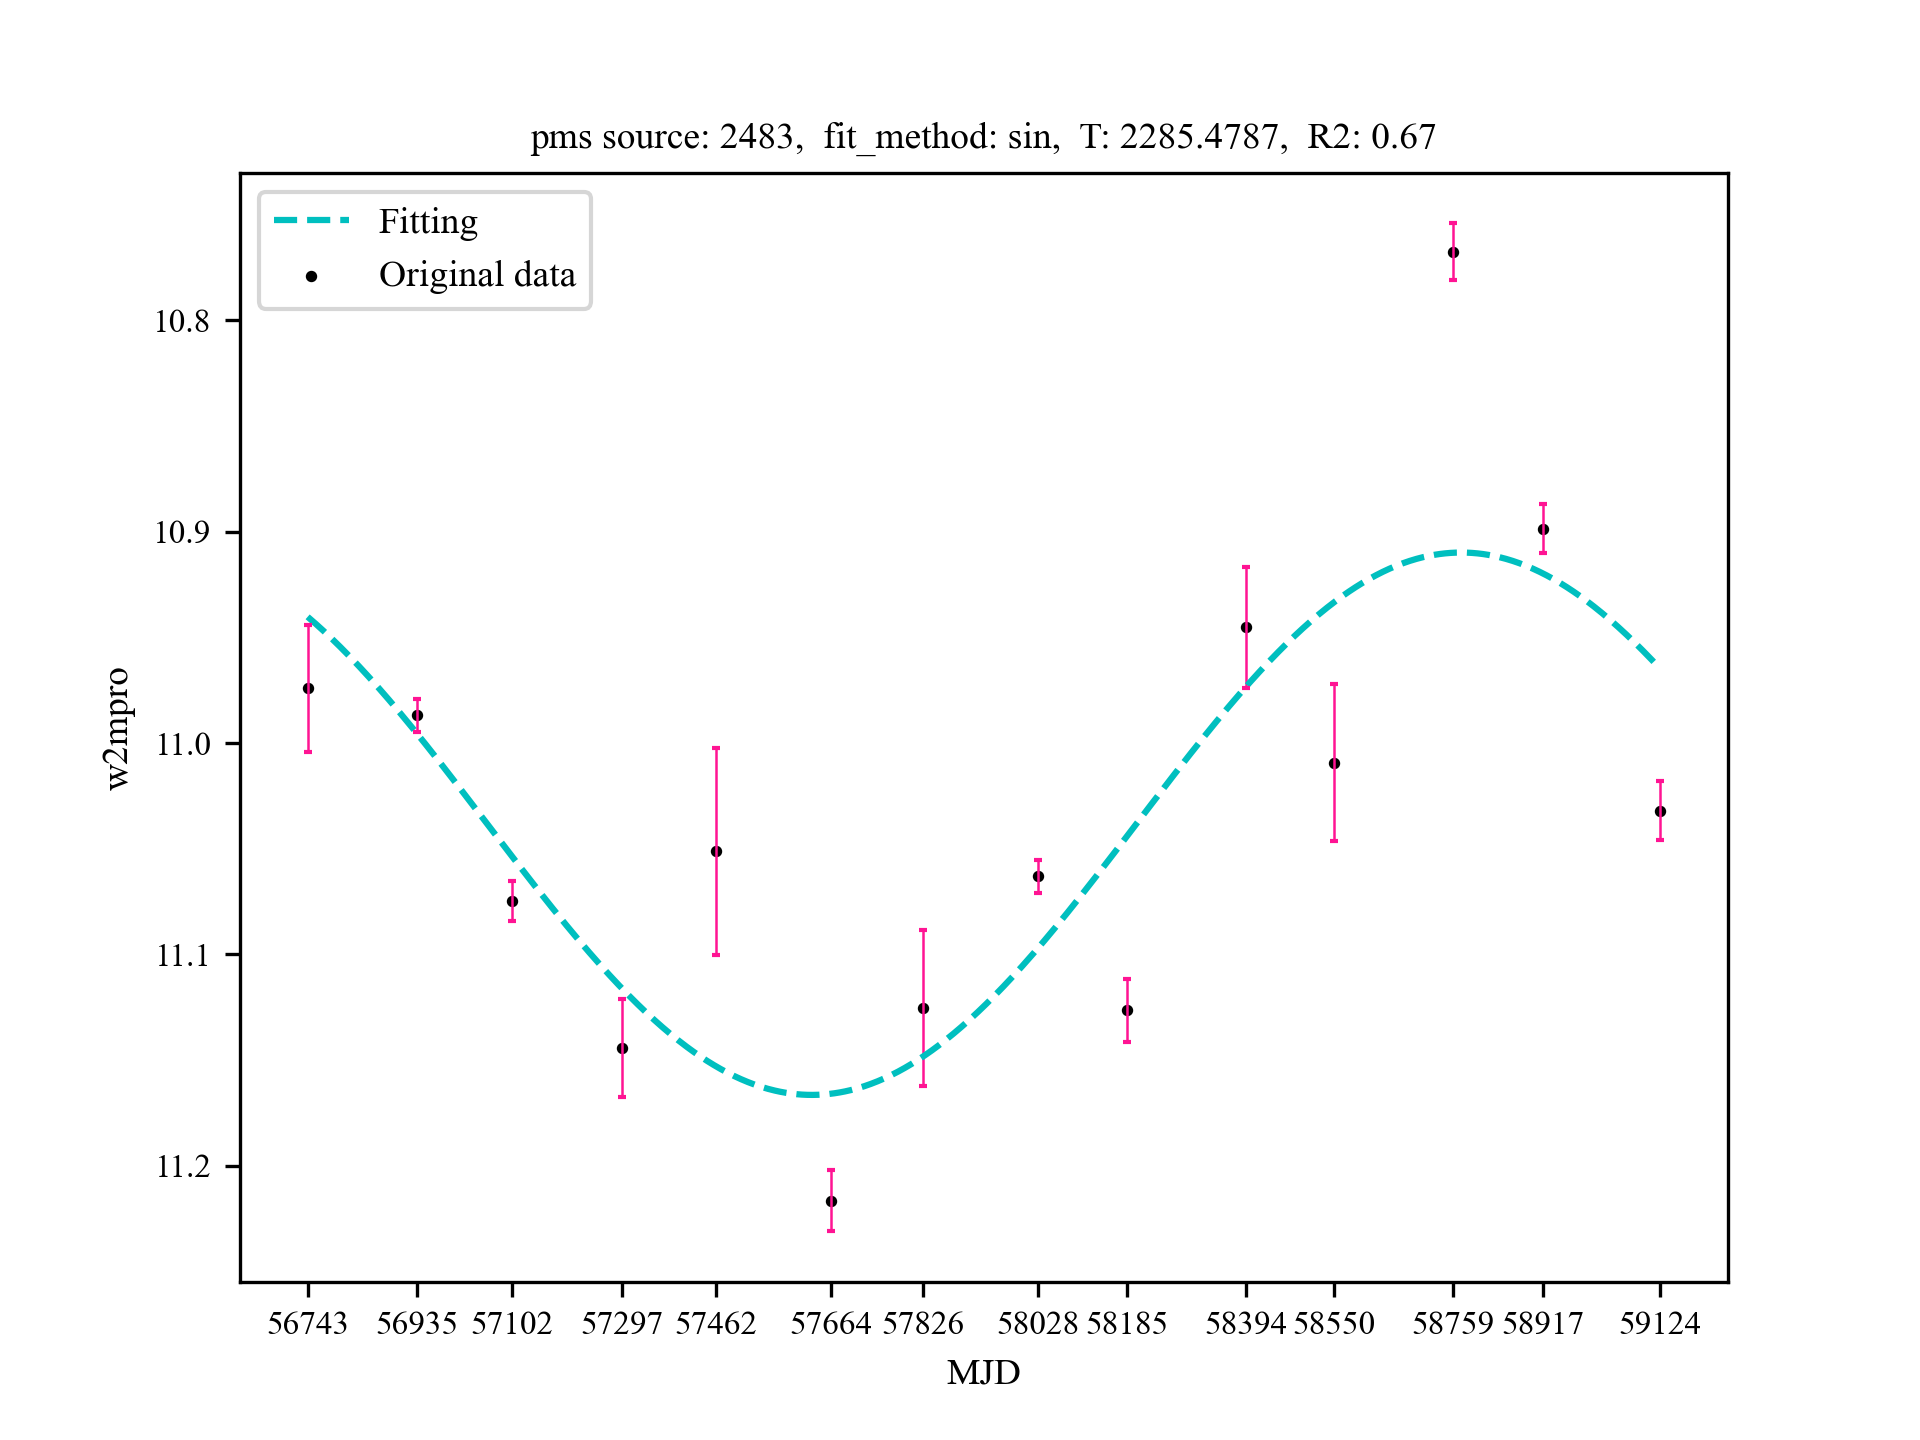 pms source: 2483,  fit_method: sin,  T: 2285.4787,  R2: 0.67
Fitting
Original data
10.8
10.9
11.0
11.1
11.2
w2mpro
56743 56935 57102 57297 57462 57664 57826 58028 58185 58394 58550 58759 58917 59124
MJD